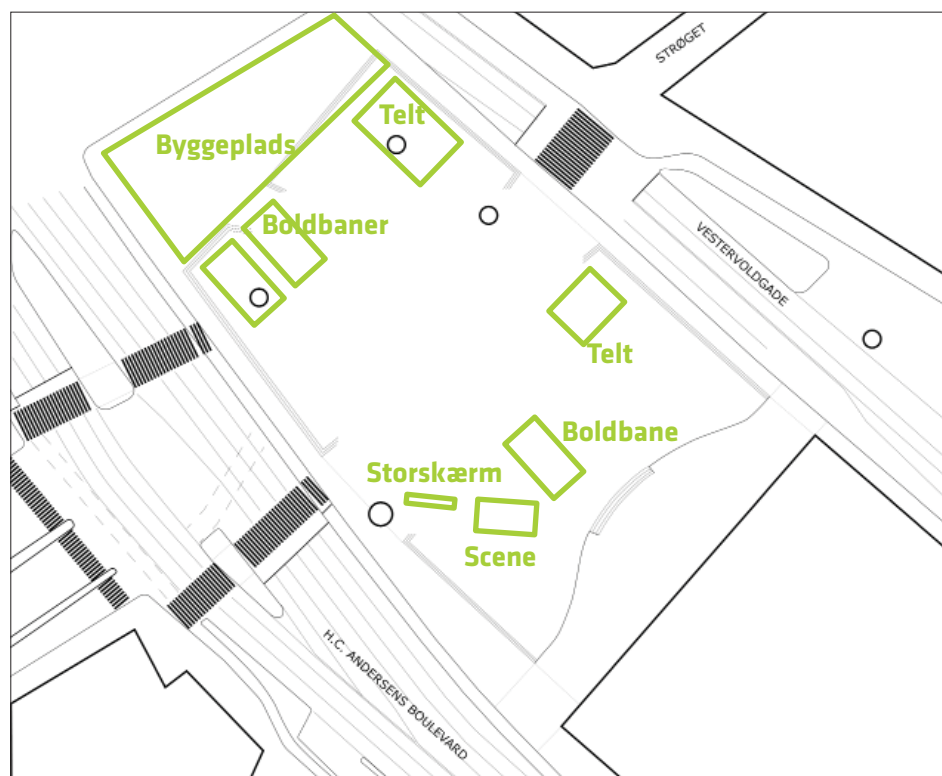 STRØGET
Telt
Byggeplads
Boldbaner
VESTERVOLDGADE
Telt
Boldbane
Storskærm
Scene
H.C. ANDERSENS BOULEVARD